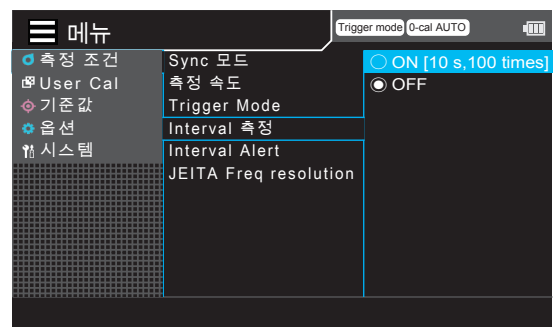 메뉴
Trigger mode 0-cal AUTO
측정 조건
User Cal
기준값
옵션
시스템
Sync 모드
측정 속도
Trigger Mode
Interval 측정
Interval Alert
JEITA Freq resolution
ON [10 s,100 times]
OFF